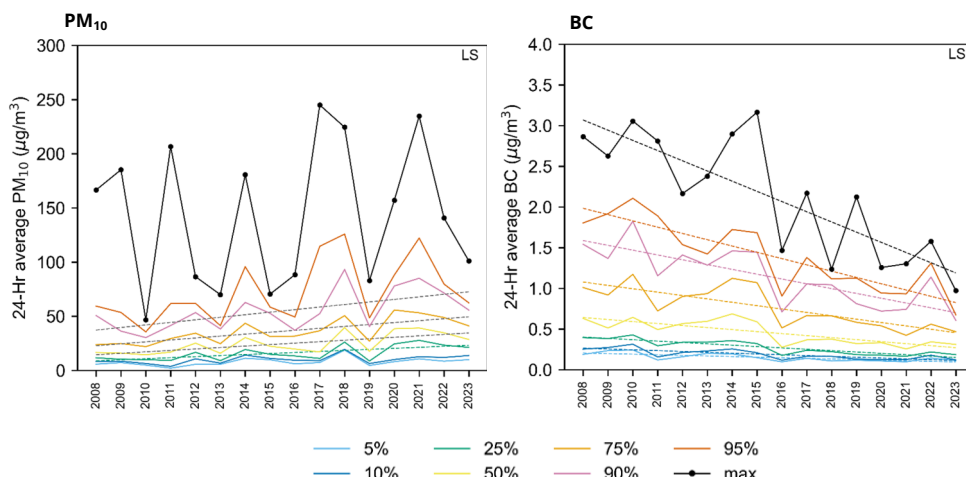 PM₁₀
BC
LS
LS
24-Hr average PM₁₀ (μg/m³)
300
250
200
150
100
50
0
2008 2009 2010 2011 2012 2013 2014 2015 2016 2017 2018 2019 2020 2021 2022 2023
24-Hr average BC (μg/m³)
4.0
3.5
3.0
2.5
2.0
1.5
1.0
0.5
0.0
2008 2009 2010 2011 2012 2013 2014 2015 2016 2017 2018 2019 2020 2021 2022 2023
5% 25% 75% 95%
10% 50% 90% max